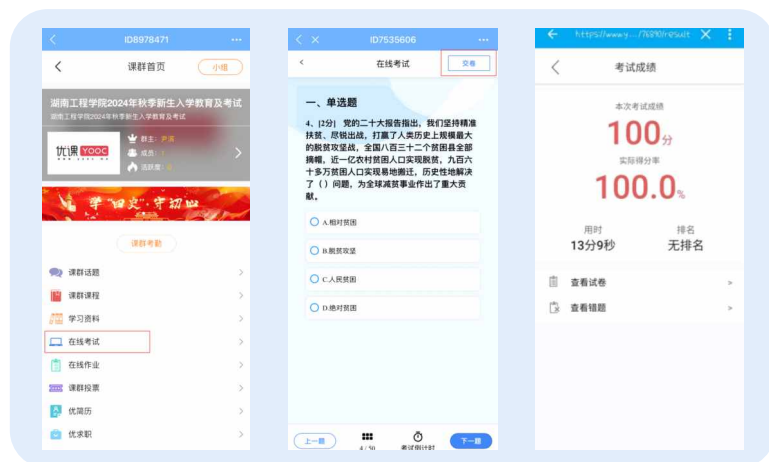 ID8978471
课群首页
小组
湖南工程学院2024年秋季新生入学教育及考试
湖南工程学院2024年秋季新生入学教育及考试
优课 YOOC
群主：尹演
成员：
活跃度：
学"四史"·守初心
课群考勤
课群话题
课群课程
学习资料
在线考试
在线作业
课群投票
优简历
优求职
ID7535606
在线考试
交卷
一、单选题
4、[2分] 党的二十大报告指出，我们坚持精准
扶贫、尽锐出战，打赢了人类历史上规模最大
的脱贫攻坚战，全国八百三十二个贫困县全部
摘帽，近一亿农村贫困人口实现脱贫，九百六
十多万贫困人口实现易地搬迁，历史性地解决
了（ ）问题，为全球减贫事业作出了重大贡
献。
A.相对贫困
B.脱贫攻坚
C.人民贫困
D.绝对贫困
上一题
4 / 50
考试倒计时
下一题
https://www.y.../76890/result
考试成绩
本次考试成绩
100分
实际得分率
100.0%
用时
排名
13分9秒
无排名
查看试卷
查看错题